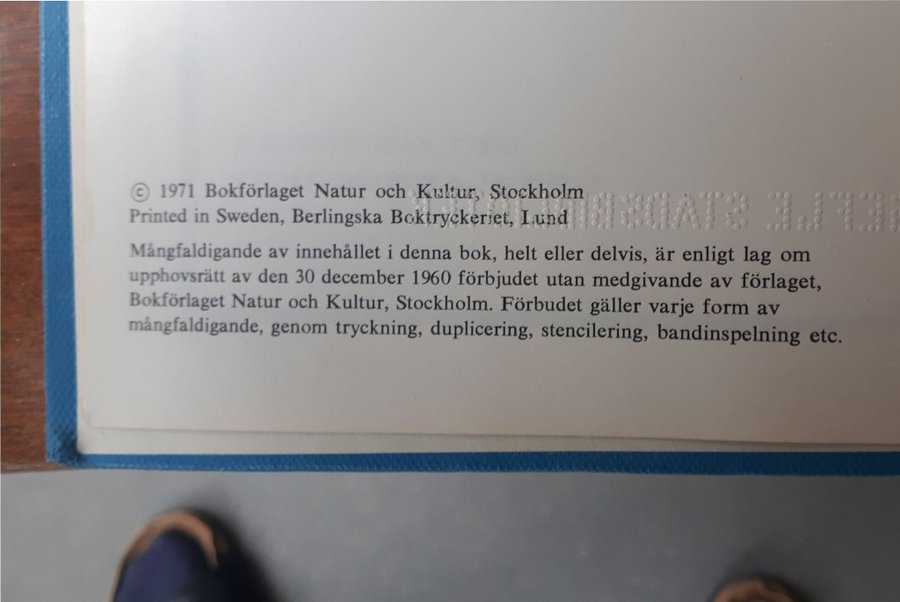 © 1971 Bokförlaget Natur och Kultur, Stockholm
Printed in Sweden, Berlingska Boktryckeriet, Lund
Mångfaldigande av innehållet i denna bok, helt eller delvis, är enligt lag om
upphovsrätt av den 30 december 1960 förbjudet utan medgivande av förlaget,
Bokförlaget Natur och Kultur, Stockholm. Förbudet gäller varje form av
mångfaldigande, genom tryckning, duplicering, stencilering, bandinspelning etc.